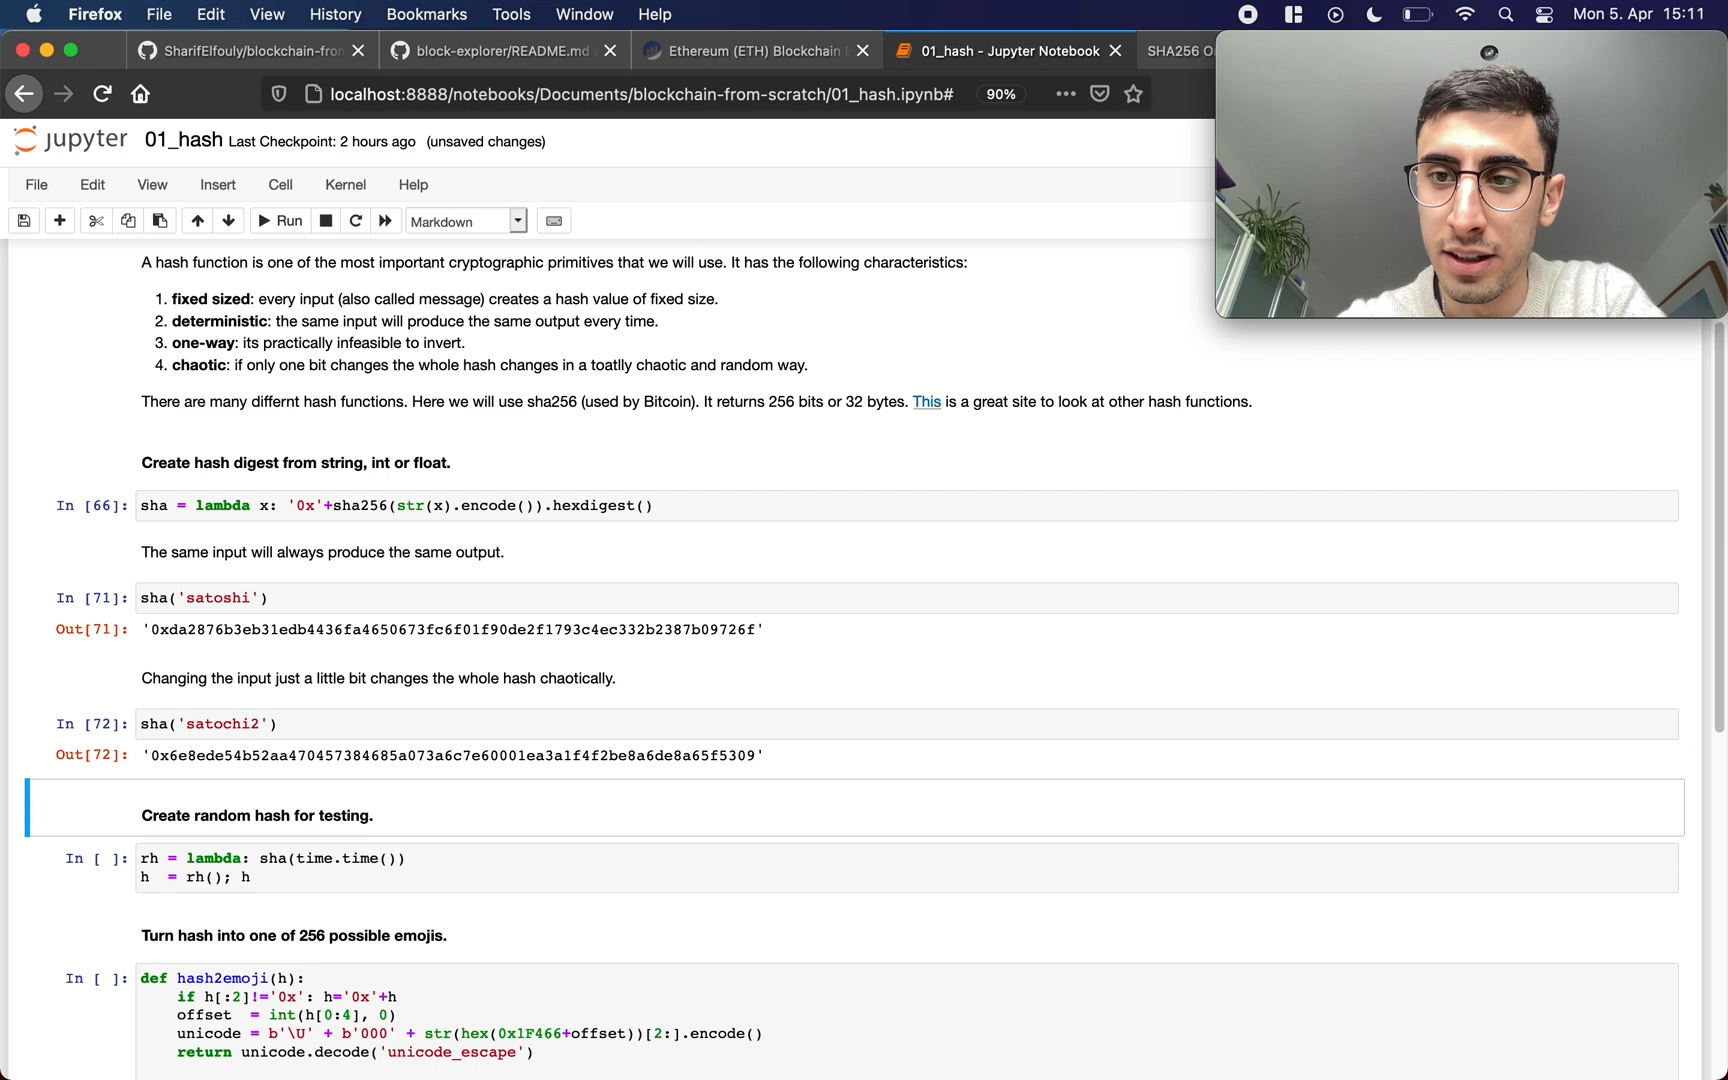 Firefox File Edit View History Bookmarks Tools Window Help Mon 5. Apr 15:11
SharifElfouly/blockchain-from block-explorer/README.md Ethereum (ETH) Blockchain 01_hash - Jupyter Notebook SHA256 O
localhost:8888/notebooks/Documents/blockchain-from-scratch/01_hash.ipynb# 90%
jupyter 01_hash Last Checkpoint: 2 hours ago (unsaved changes)
File Edit View Insert Cell Kernel Help
Run Markdown
A hash function is one of the most important cryptographic primitives that we will use. It has the following characteristics:
1. fixed sized: every input (also called message) creates a hash value of fixed size.
2. deterministic: the same input will produce the same output every time.
3. one-way: its practically infeasible to invert.
4. chaotic: if only one bit changes the whole hash changes in a toatlly chaotic and random way.
There are many differnt hash functions. Here we will use sha256 (used by Bitcoin). It returns 256 bits or 32 bytes. This is a great site to look at other hash functions.
Create hash digest from string, int or float.
In [66]: sha = lambda x: '0x'+sha256(str(x).encode()).hexdigest()
The same input will always produce the same output.
In [71]: sha('satoshi')
Out[71]: '0xda2876b3eb31edb4436fa4650673fc6f01f90de2f1793c4ec332b2387b09726f'
Changing the input just a little bit changes the whole hash chaotically.
In [72]: sha('satochi2')
Out[72]: '0x6e8ede54b52aa470457384685a073a6c7e60001ea3a1f4f2be8a6de8a65f5309'
Create random hash for testing.
In [ ]: rh = lambda: sha(time.time())
h = rh(); h
Turn hash into one of 256 possible emojis.
In [ ]: def hash2emoji(h):
if h[:2]!='0x': h='0x'+h
offset = int(h[0:4], 0)
unicode = b'\U' + b'000' + str(hex(0x1F466+offset))[2:].encode()
return unicode.decode('unicode_escape')